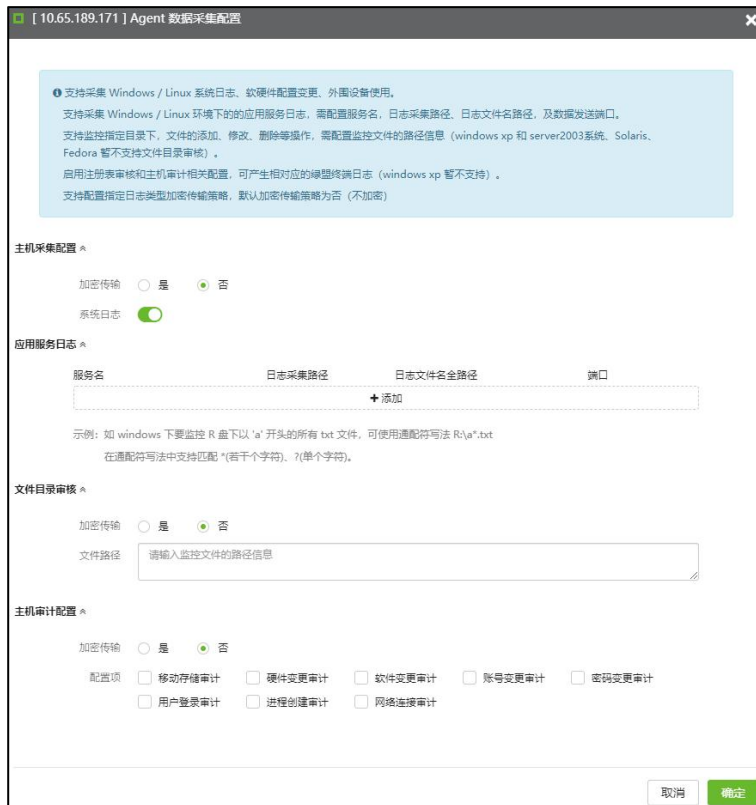 [ 10.65.189.171 ] Agent 数据采集配置
支持采集 Windows / Linux 系统日志、软硬件配置变更、外围设备使用。
支持采集 Windows / Linux 环境下的的应用服务日志，需配置服务名，日志采集路径、日志文件名路径，及数据发送端口。
支持监控指定目录下，文件的添加、修改、删除等操作，需配置监控文件的路径信息（windows xp 和 server2003系统、Solaris、
Fedora 暂不支持文件目录审核）。
启用注册表审核和主机审计相关配置，可产生相对应的绿盟终端日志（windows xp 暂不支持）。
支持配置指定日志类型加密传输策略，默认加密传输策略为否（不加密）
主机采集配置
加密传输 是 否
系统日志
应用服务日志
服务名 日志采集路径 日志文件名全路径 端口
+ 添加
示例：如 windows 下要监控 R 盘下以 'a' 开头的所有 txt 文件，可使用通配符写法 R:\a*.txt
在通配符写法中支持匹配 *(若干个字符)、?(单个字符)。
文件目录审核
加密传输 是 否
文件路径 请输入监控文件的路径信息
主机审计配置
加密传输 是 否
配置项 移动存储审计 硬件变更审计 软件变更审计 账号变更审计 密码变更审计
用户登录审计 进程创建审计 网络连接审计
取消 确定